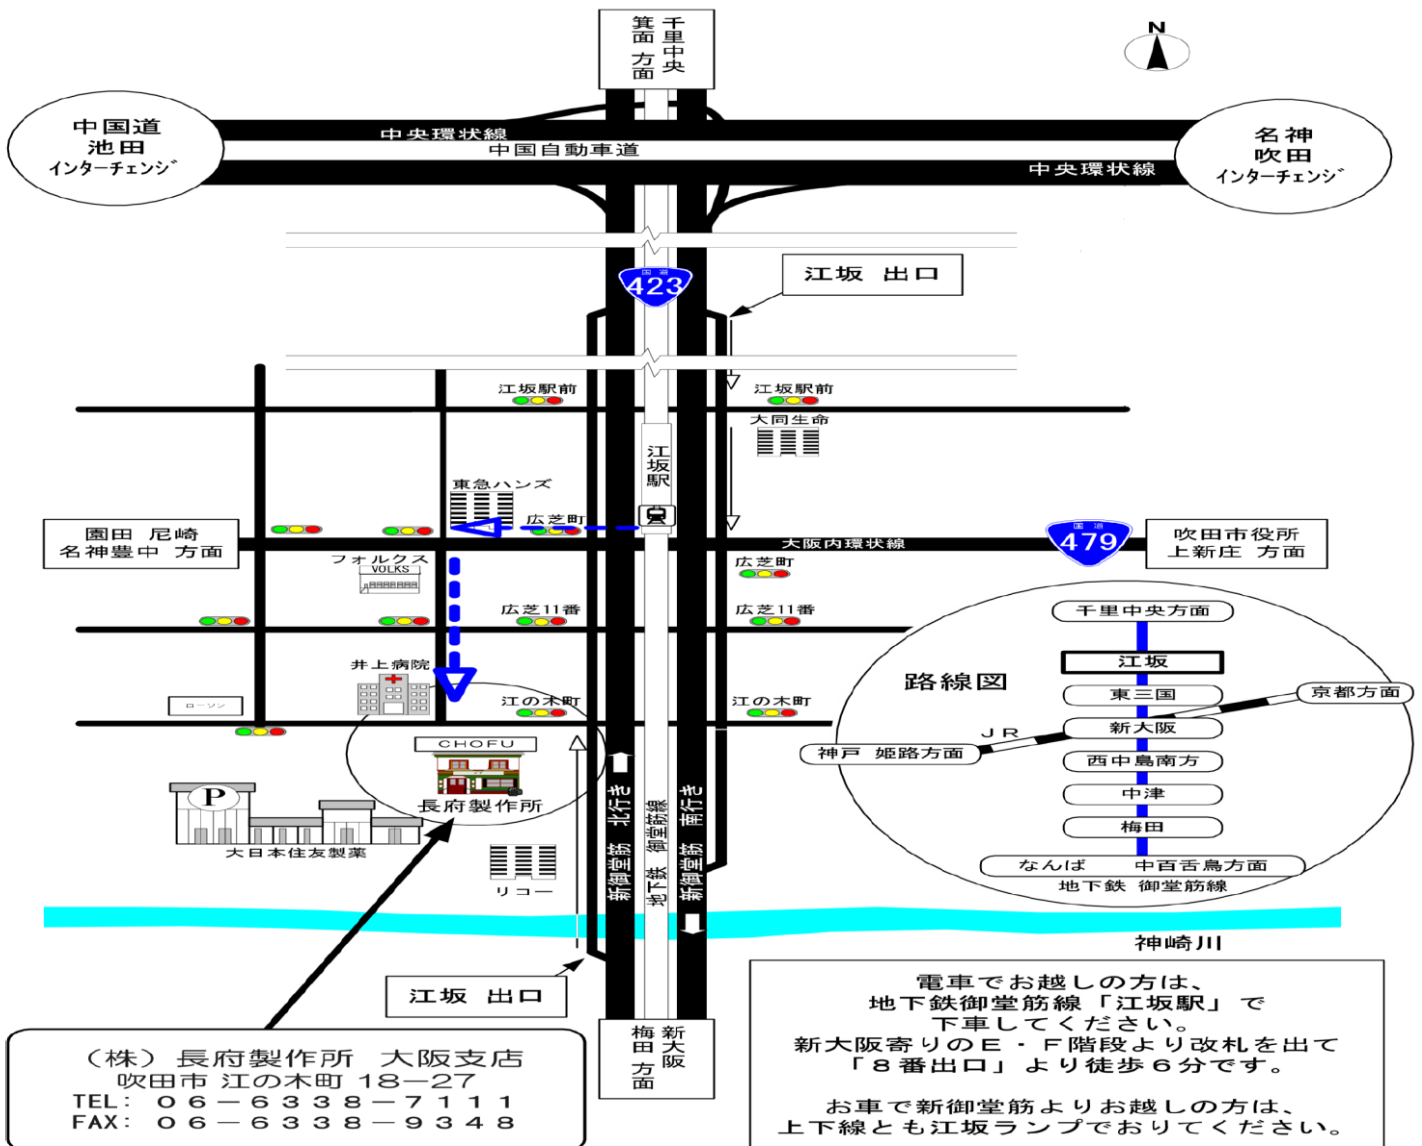 千里中央
箕面 方面
N
中国道
池田
インターチェンジ
中央環状線
中国自動車道
中央環状線
名神
吹田
インターチェンジ
国道
423
江坂 出口
江坂駅前
江坂駅前
大同生命
江坂駅
東急ハンズ
広芝町
園田 尼崎
名神豊中 方面
大阪内環状線
国道
479
吹田市役所
上新庄 方面
フォルクス
VOLKS
広芝町
広芝11番
広芝11番
井上病院
ローソン
江の木町
江の木町
CHOFU
長府製作所
P
大日本住友製薬
リコー
新御堂筋 北行き
地下鉄 御堂筋線
新御堂筋 南行き
路線図
千里中央方面
江坂
東三国
京都方面
新大阪
JR
神戸 姫路方面
西中島南方
中津
梅田
なんば 中百舌鳥方面
地下鉄 御堂筋線
神崎川
江坂 出口
新大阪
梅田 方面
(株) 長府製作所 大阪支店
吹田市 江の木町 18－27
TEL: 06－6338－7111
FAX: 06－6338－9348
電車でお越しの方は、
地下鉄御堂筋線「江坂駅」で
下車してください。
新大阪寄りのE・F階段より改札を出て
「8番出口」より徒歩6分です。
お車で新御堂筋よりお越しの方は、
上下線とも江坂ランプでおりてください。